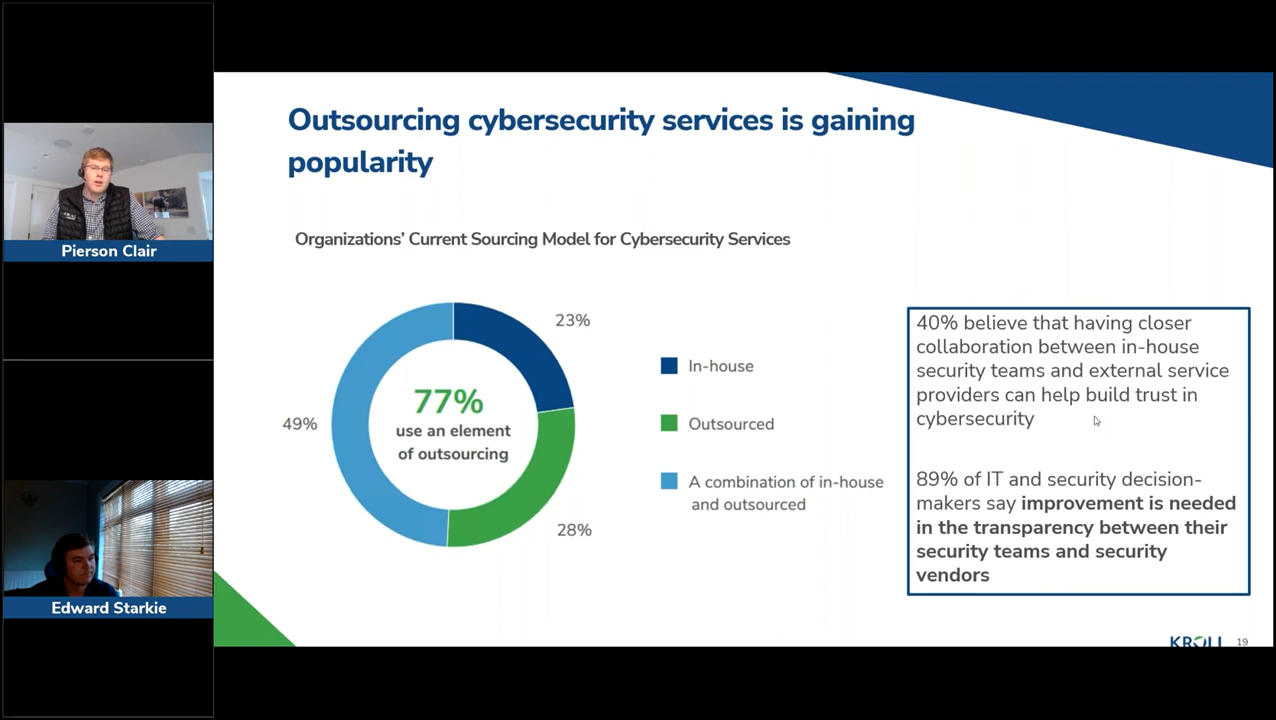 Pierson Clair
Edward Starkie
Outsourcing cybersecurity services is gaining
popularity
Organizations' Current Sourcing Model for Cybersecurity Services
23%
49%
77%
use an element
of outsourcing
28%
In-house
Outsourced
A combination of in-house
and outsourced
40% believe that having closer
collaboration between in-house
security teams and external service
providers can help build trust in
cybersecurity
89% of IT and security decision-
makers say improvement is needed
in the transparency between their
security teams and security
vendors
KROLL
19